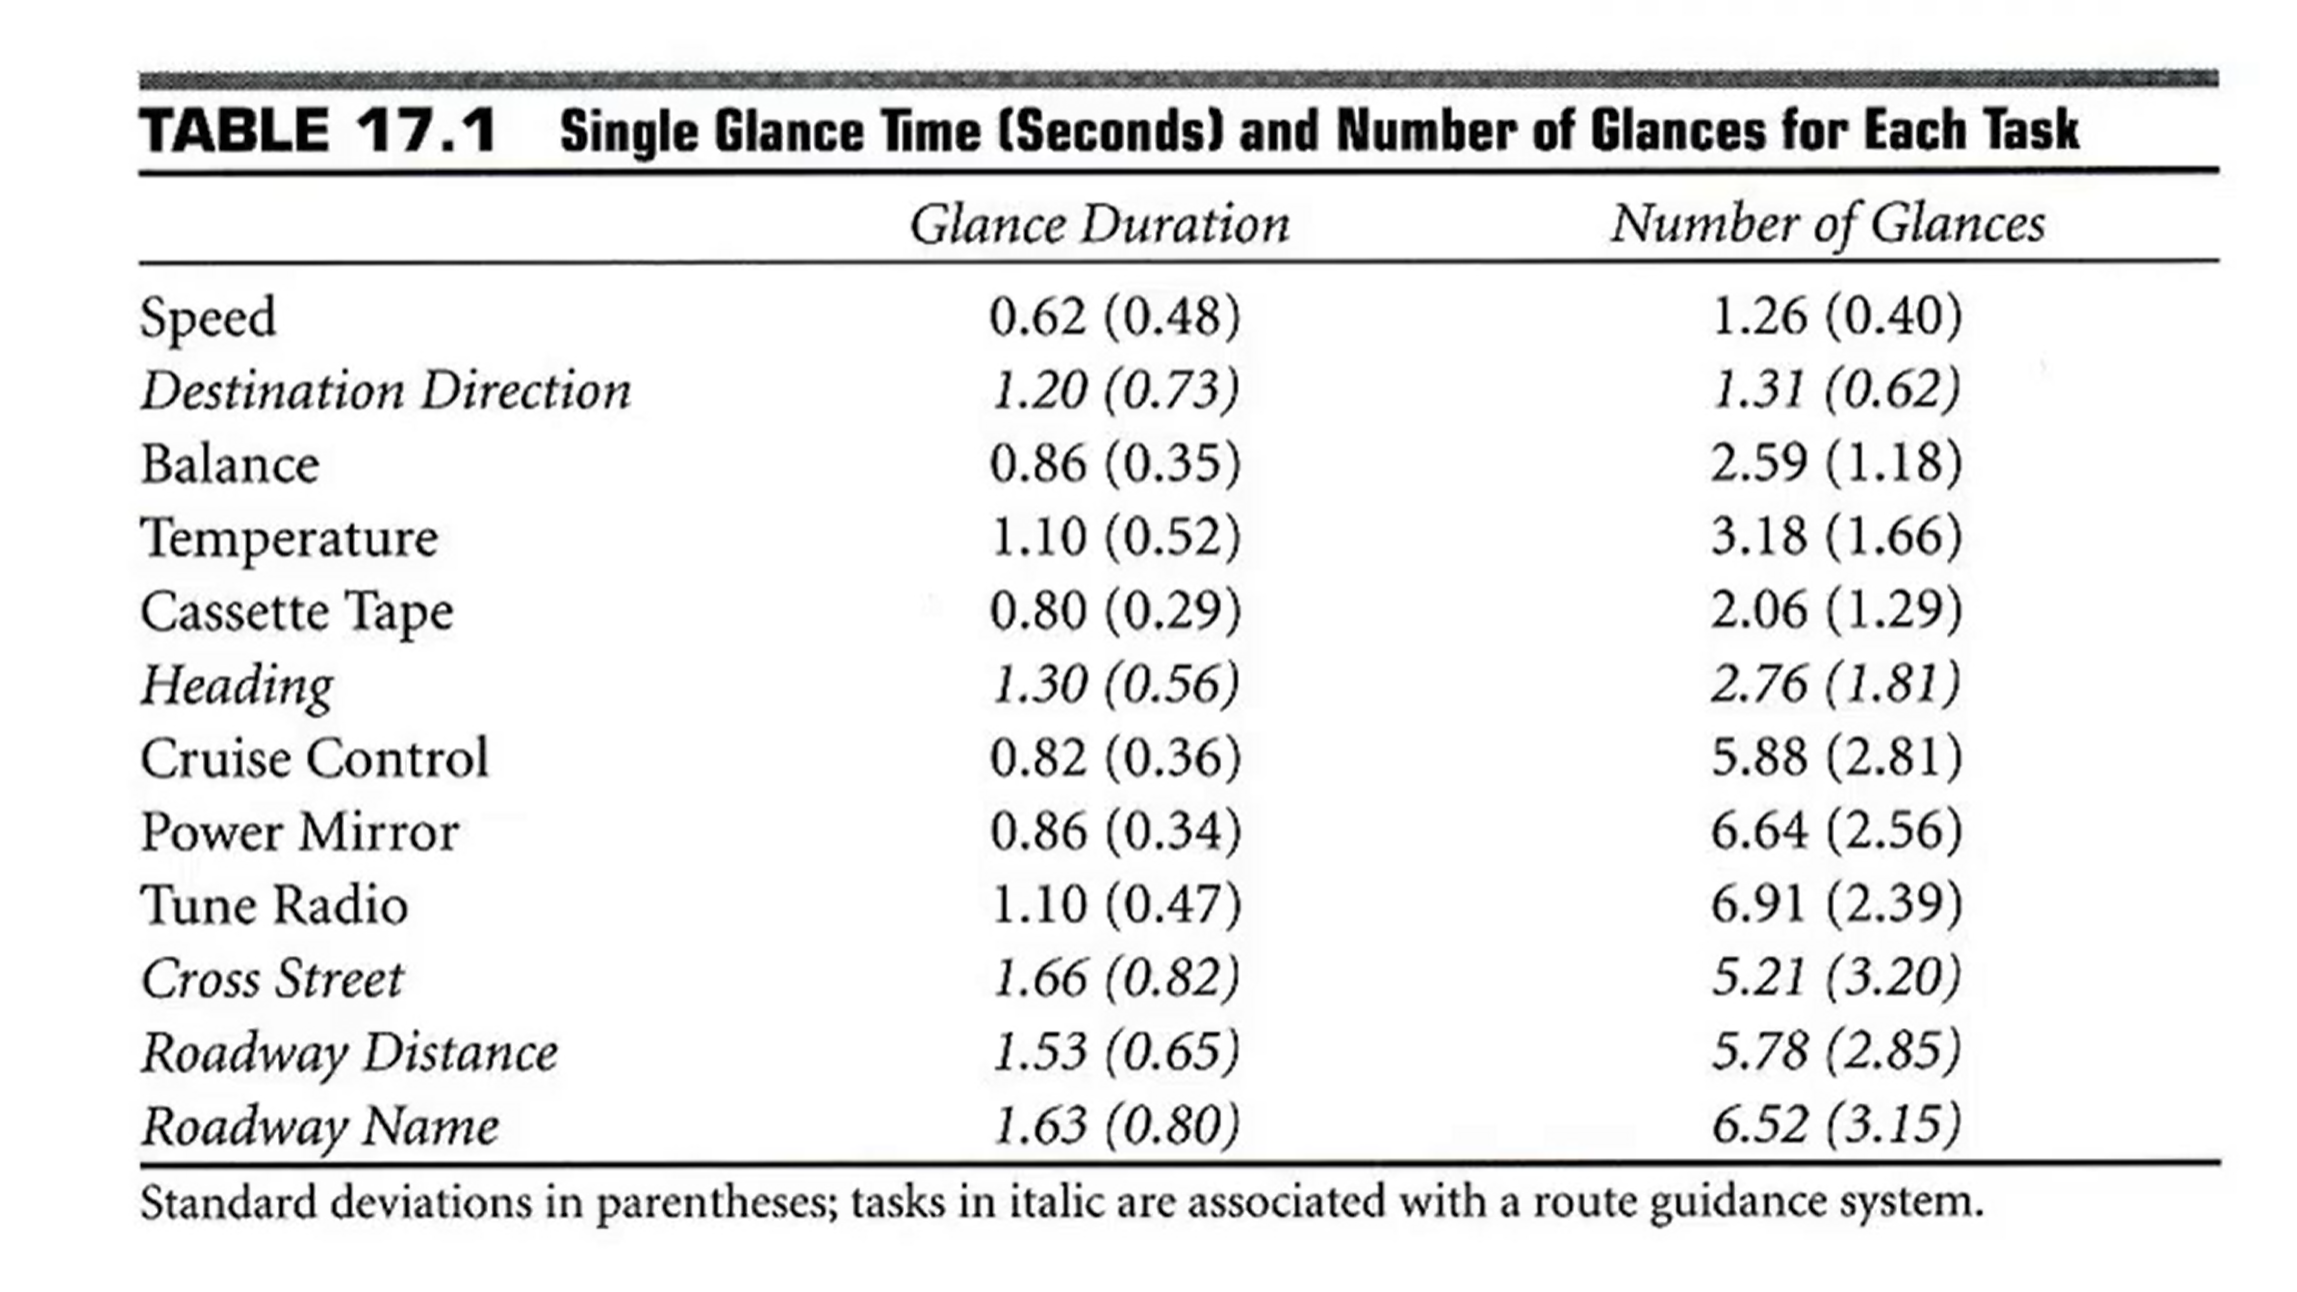 TABLE 17.1 Single Glance Time (Seconds) and Number of Glances for Each Task
Glance Duration Number of Glances
Speed 0.62 (0.48) 1.26 (0.40)
Destination Direction 1.20 (0.73) 1.31 (0.62)
Balance 0.86 (0.35) 2.59 (1.18)
Temperature 1.10 (0.52) 3.18 (1.66)
Cassette Tape 0.80 (0.29) 2.06 (1.29)
Heading 1.30 (0.56) 2.76 (1.81)
Cruise Control 0.82 (0.36) 5.88 (2.81)
Power Mirror 0.86 (0.34) 6.64 (2.56)
Tune Radio 1.10 (0.47) 6.91 (2.39)
Cross Street 1.66 (0.82) 5.21 (3.20)
Roadway Distance 1.53 (0.65) 5.78 (2.85)
Roadway Name 1.63 (0.80) 6.52 (3.15)
Standard deviations in parentheses; tasks in italic are associated with a route guidance system.